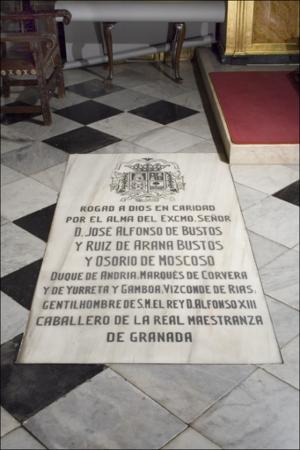 ROGAD A DIOS EN CARIDAD
POR EL ALMA DEL EXCMO. SEÑOR
D. JOSÉ ALFONSO DE BUSTOS
Y RUIZ DE ARANA BUSTOS
Y OSORIO DE MOSCOSO
DUQUE DE ANDRIA, MARQUÉS DE CORVERA
Y DE YURRETA Y GAMBOA, VIZCONDE DE RIAS,
GENTILHOMBRE DE S.M. EL REY D. ALFONSO XIII
CABALLERO DE LA REAL MAESTRANZA
DE GRANADA